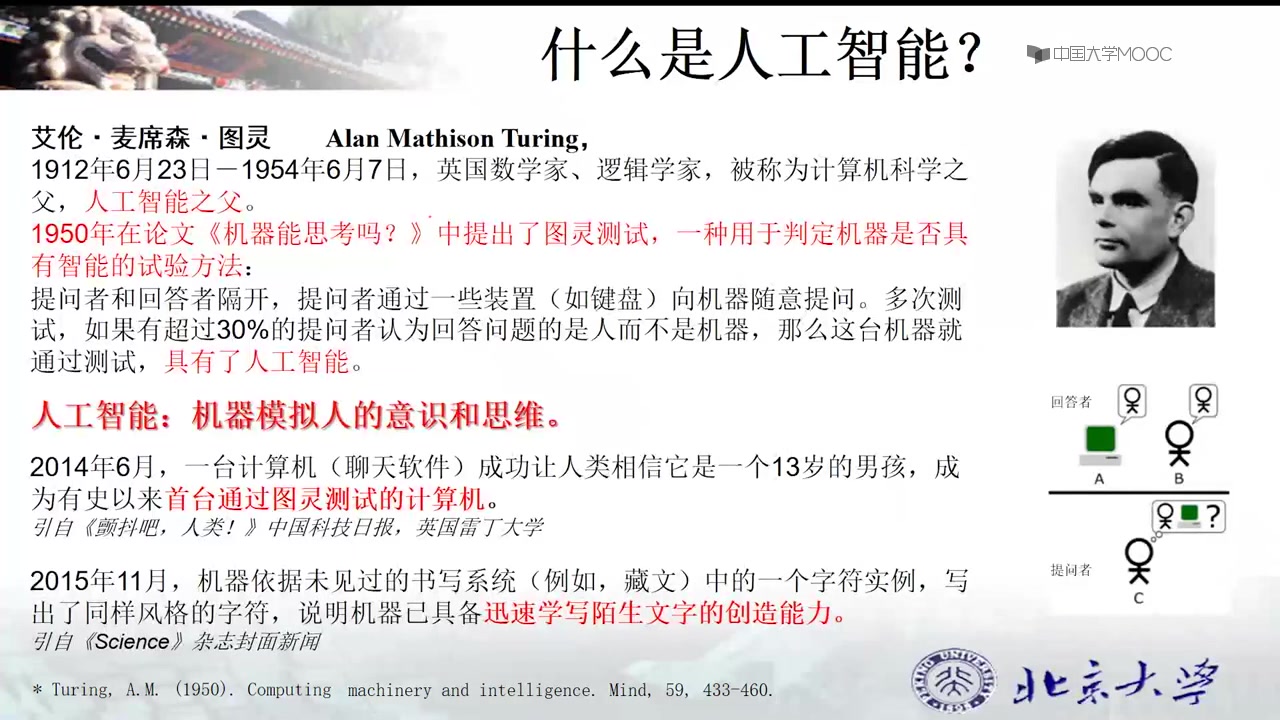 什么是人工智能？
中国大学MOOC
艾伦·麦席森·图灵 Alan Mathison Turing，
1912年6月23日－1954年6月7日，英国数学家、逻辑学家，被称为计算机科学之
父，人工智能之父。
1950年在论文《机器能思考吗？》中提出了图灵测试，一种用于判定机器是否具
有智能的试验方法：
提问者和回答者隔开，提问者通过一些装置（如键盘）向机器随意提问。多次测
试，如果有超过30%的提问者认为回答问题的是人而不是机器，那么这台机器就
通过测试，具有了人工智能。
人工智能：机器模拟人的意识和思维。
2014年6月，一台计算机（聊天软件）成功让人类相信它是一个13岁的男孩，成
为有史以来首台通过图灵测试的计算机。
引自《颤抖吧，人类！》中国科技日报，英国雷丁大学
2015年11月，机器依据未见过的书写系统（例如，藏文）中的一个字符实例，写
出了同样风格的字符，说明机器已具备迅速学写陌生文字的创造能力。
引自《Science》杂志封面新闻
* Turing, A.M. (1950). Computing machinery and intelligence. Mind, 59, 433-460.
回答者
A
B
?
提问者
C
PEKING UNIVERSITY
1898
北京大学